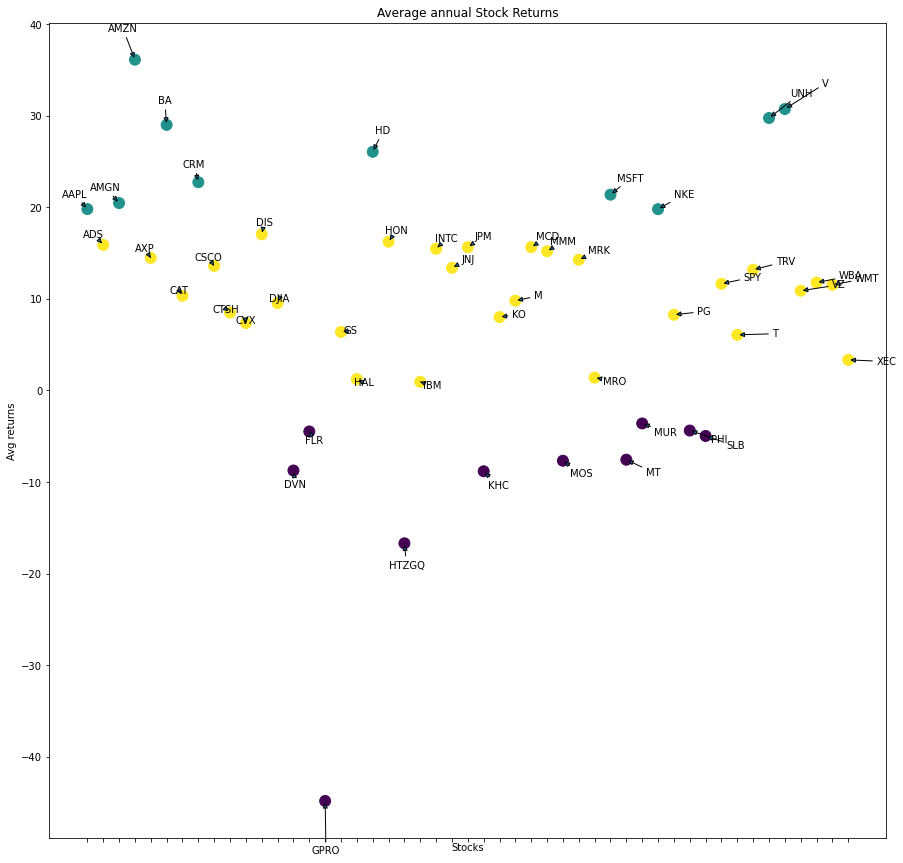 Average annual Stock Returns
40
30
20
10
0
−10
−20
−30
−40
Avg returns
Stocks
AAPL
ADS
AMGN
AMZN
AXP
BA
CAT
CRM
CSCO
CTSH
CVX
DIS
DJIA
DVN
FLR
GPRO
GS
HAL
HD
HON
HTZGQ
IBM
INTC
JNJ
JPM
KHC
KO
M
MCD
MMM
MOS
MRK
MRO
MSFT
MT
MUR
NKE
PG
PHI
SLB
SPY
T
TRV
UNH
V
VZ
WBA
WMT
XEC